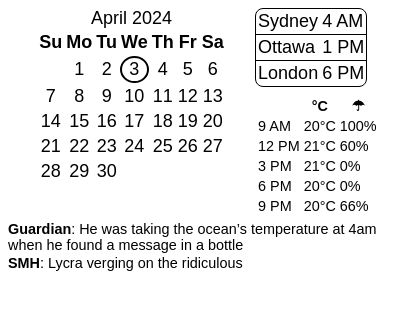 April 2024
Su Mo Tu We Th Fr Sa
1 2 3 4 5 6
7 8 9 10 11 12 13
14 15 16 17 18 19 20
21 22 23 24 25 26 27
28 29 30
Sydney 4 AM
Ottawa 1 PM
London 6 PM
°C ☂
9 AM 20°C 100%
12 PM 21°C 60%
3 PM 21°C 0%
6 PM 20°C 0%
9 PM 20°C 66%
Guardian: He was taking the ocean’s temperature at 4am
when he found a message in a bottle
SMH: Lycra verging on the ridiculous